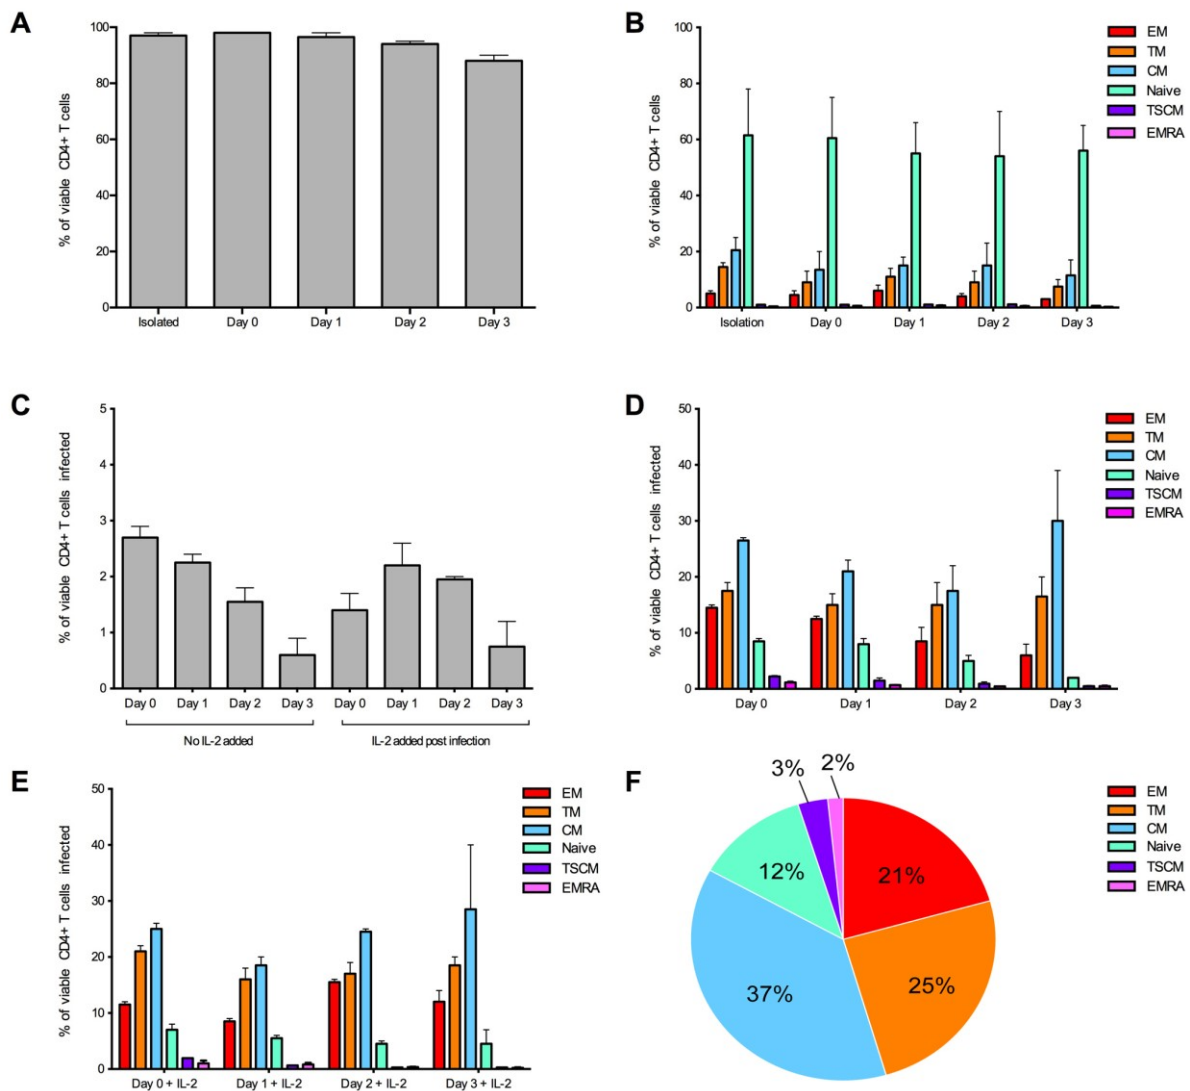 A
% of viable CD4+ T cells
100
80
60
40
20
0
Isolated Day 0 Day 1 Day 2 Day 3
B
% of viable CD4+ T cells
100
80
60
40
20
0
Isolation Day 0 Day 1 Day 2 Day 3
EM
TM
CM
Naive
TSCM
EMRA
C
% of viable CD4+ T cells infected
5
4
3
2
1
0
Day 0 Day 1 Day 2 Day 3 Day 0 Day 1 Day 2 Day 3
No IL-2 added IL-2 added post infection
D
% of viable CD4+ T cells infected
50
40
30
20
10
0
Day 0 Day 1 Day 2 Day 3
EM
TM
CM
Naive
TSCM
EMRA
E
% of viable CD4+ T cells infected
50
40
30
20
10
0
Day 0 + IL-2 Day 1 + IL-2 Day 2 + IL-2 Day 3 + IL-2
EM
TM
CM
Naive
TSCM
EMRA
F
3% 2%
12% 21%
37% 25%
EM
TM
CM
Naive
TSCM
EMRA